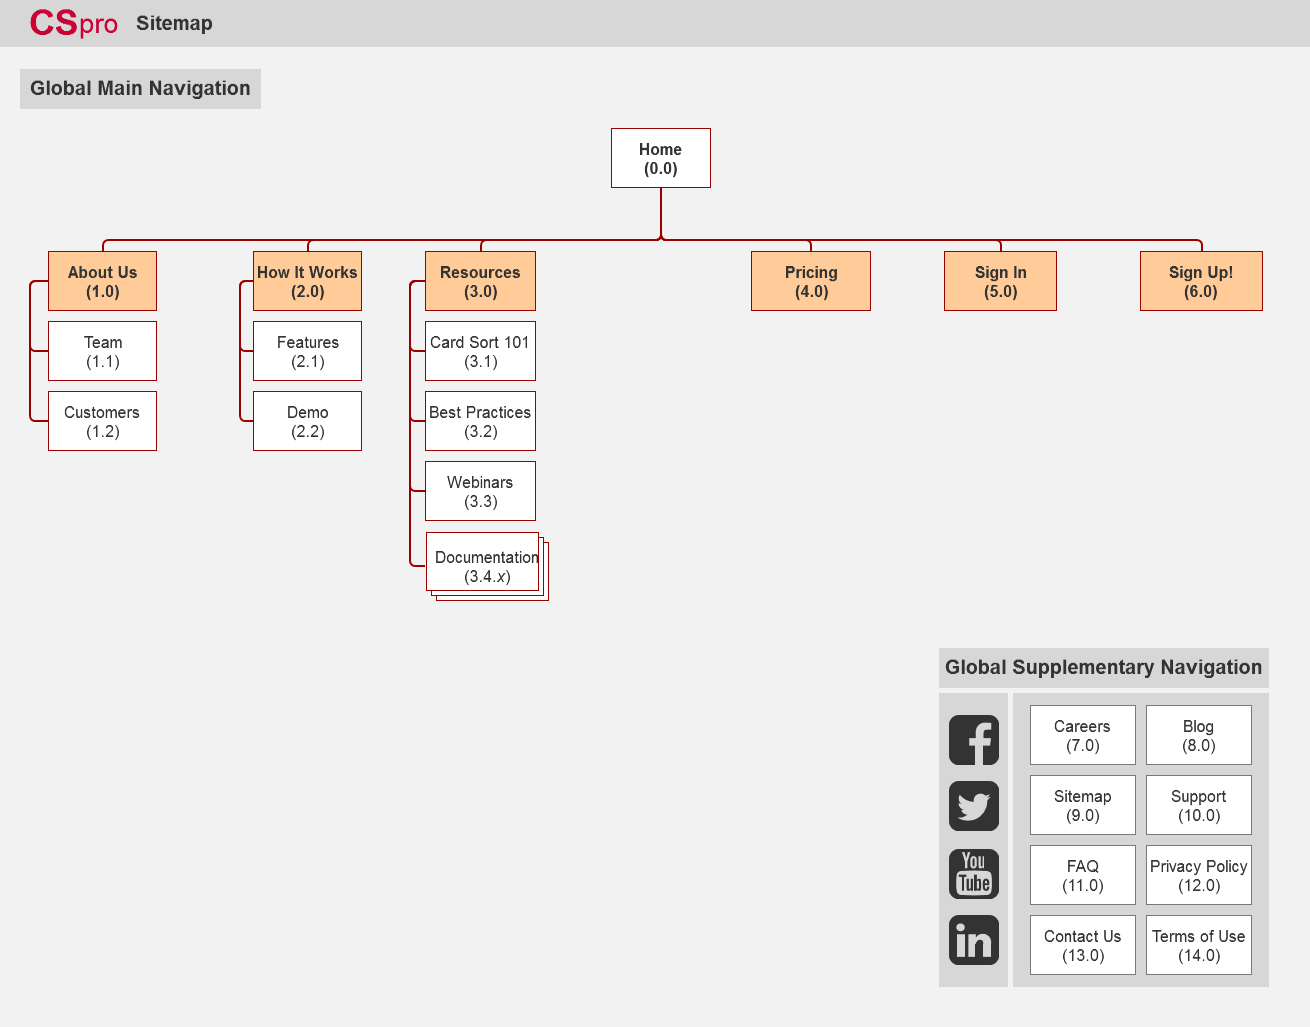 CSpro Sitemap
Global Main Navigation
Home
(0.0)
About Us
(1.0)
Team
(1.1)
Customers
(1.2)
How It Works
(2.0)
Features
(2.1)
Demo
(2.2)
Resources
(3.0)
Card Sort 101
(3.1)
Best Practices
(3.2)
Webinars
(3.3)
Documentation
(3.4.x)
Pricing
(4.0)
Sign In
(5.0)
Sign Up!
(6.0)
Global Supplementary Navigation
f
You
Tube
in
Careers
(7.0)
Blog
(8.0)
Sitemap
(9.0)
Support
(10.0)
FAQ
(11.0)
Privacy Policy
(12.0)
Contact Us
(13.0)
Terms of Use
(14.0)